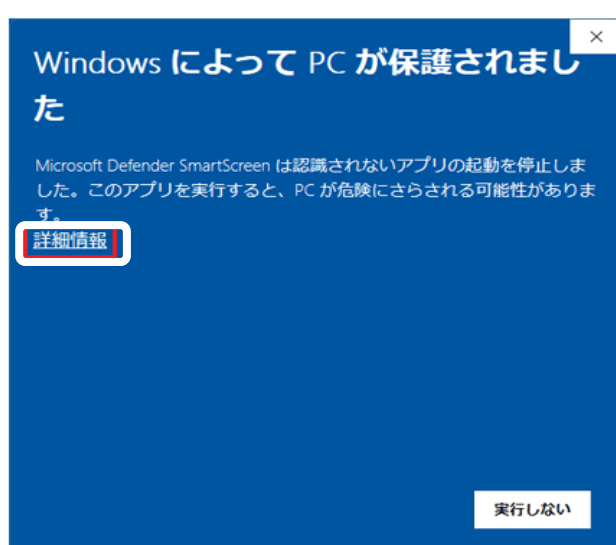 Windows によって PC が保護されまし
た
Microsoft Defender SmartScreen は認識されないアプリの起動を停止しま
した。このアプリを実行すると、PC が危険にさらされる可能性がありま
す。
詳細情報
実行しない